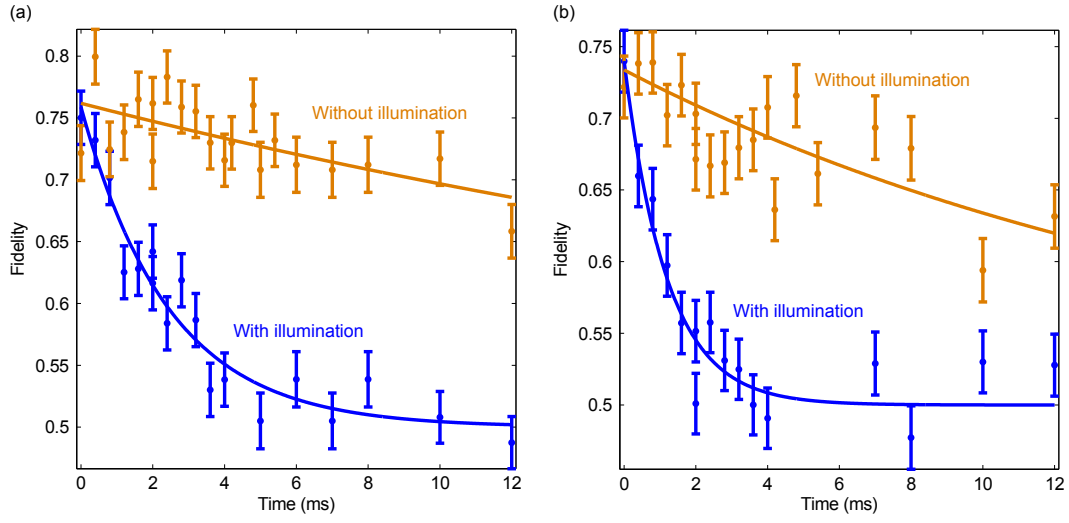 (a)
0.8
0.75
0.7
0.65
0.6
0.55
0.5
Fidelity
Without illumination
With illumination
0 2 4 6 8 10 12
Time (ms)
(b)
0.75
0.7
0.65
0.6
0.55
0.5
Fidelity
Without illumination
With illumination
0 2 4 6 8 10 12
Time (ms)